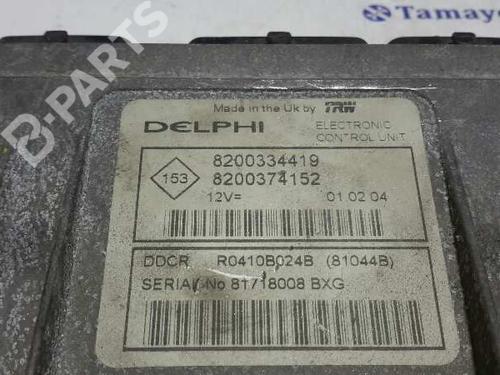 Tamayo
B-PARTS
Made in the Uk by TRW
DELPHI
ELECTRONIC
CONTROL UNIT
153
8200334419
8200374152
12V=
01 02 04
DDCR R0410B024B (81044B)
SERIAL No 81718008 BXG